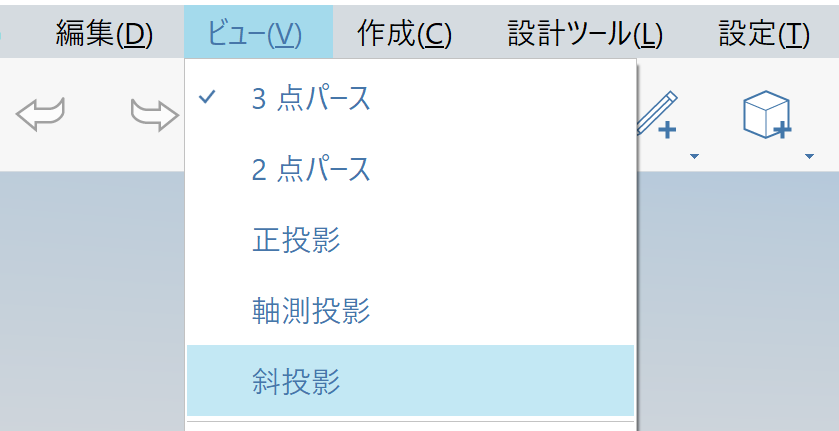 編集(D) ビュー(V) 作成(C) 設計ツール(L) 設定(T)
3 点パース
2 点パース
正投影
軸測投影
斜投影